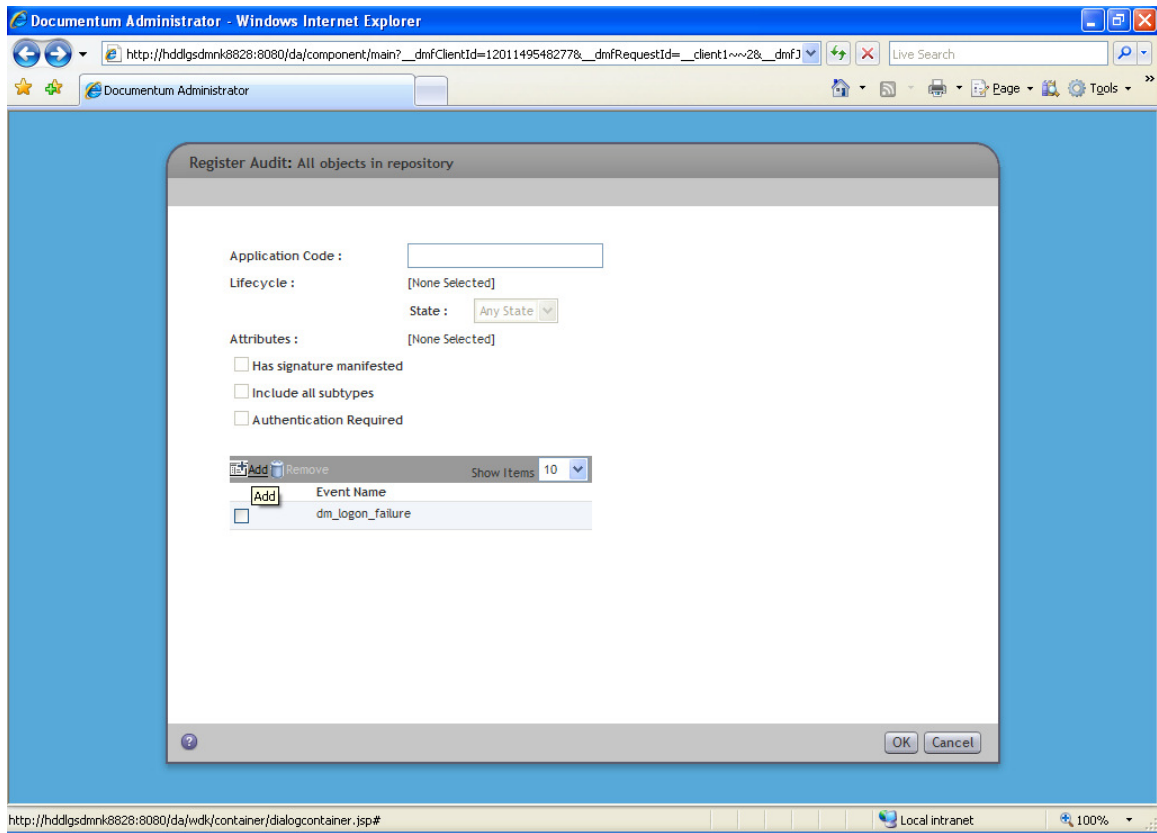 Documentum Administrator - Windows Internet Explorer
http://hddlgsdmnk8828:8080/da/component/main?__dmfClientId=1201149548277&__dmfRequestId=__client1~~2&__dmfJ
Live Search
Documentum Administrator
Page
Tools
»
Register Audit: All objects in repository
Application Code :
Lifecycle : [None Selected]
State : Any State
Attributes : [None Selected]
Has signature manifested
Include all subtypes
Authentication Required
Add Remove Show Items 10
Add Event Name
dm_logon_failure
?
OK Cancel
http://hddlgsdmnk8828:8080/da/wdk/container/dialogcontainer.jsp# Local intranet 100%